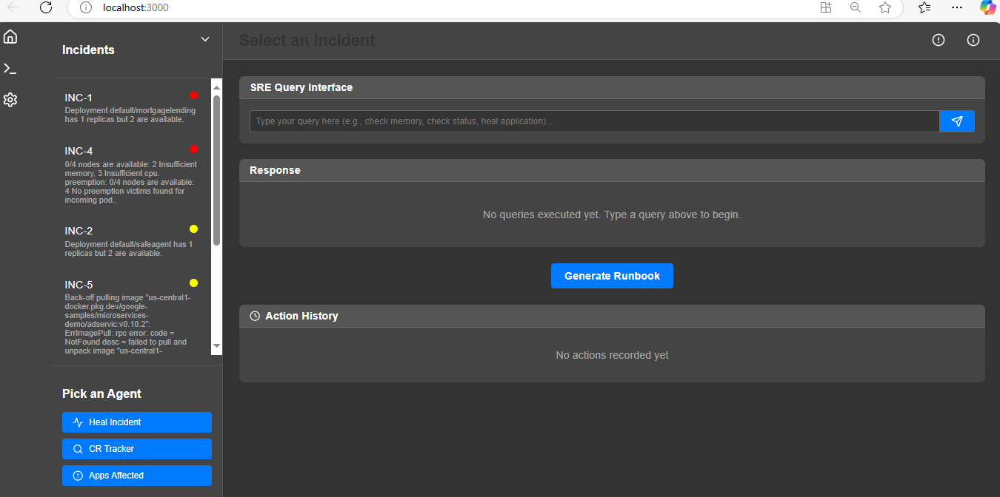 localhost:3000
Incidents
INC-1
Deployment default/mortgagelending
has 1 replicas but 2 are available.
INC-4
0/4 nodes are available: 2 Insufficient
memory, 3 Insufficient cpu.
preemption: 0/4 nodes are available:
4 No preemption victims found for
incoming pod..
INC-2
Deployment default/safeagent has 1
replicas but 2 are available.
INC-5
Back-off pulling image "us-central1-
docker.pkg.dev/google-
samples/microservices-
demo/adservic:v0.10.2":
ErrImagePull: rpc error: code =
NotFound desc = failed to pull and
unpack image "us-central1-
Pick an Agent
Heal Incident
CR Tracker
Apps Affected
Select an Incident
SRE Query Interface
Type your query here (e.g., check memory, check status, heal application)...
Response
No queries executed yet. Type a query above to begin.
Generate Runbook
Action History
No actions recorded yet